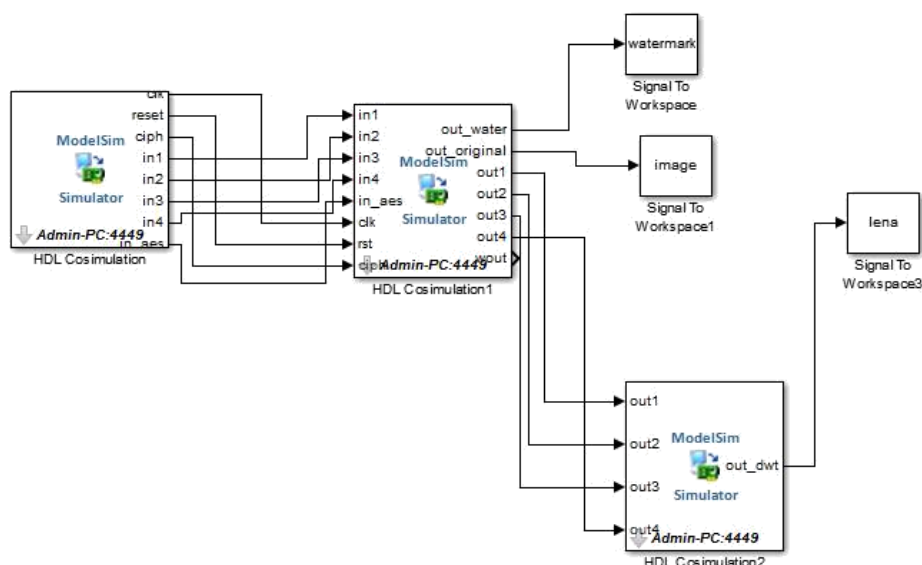 watermark
Signal To
Workspace
clk
reset
ciph
in1
in2
in3
in4
in_aes
ModelSim
Simulator
Admin-PC:4449
HDL Cosimulation
in1
in2
in3
in4
in_aes
clk
rst
ciph
ModelSim
Simulator
out_water
out_original
out1
out2
out3
out4
wout
Admin-PC:4449
HDL Cosimulation1
image
Signal To
Workspace1
lena
Signal To
Workspace3
out1
out2
out3
out4
ModelSim
Simulator
out_dwt
Admin-PC:4449
HDL Cosimulation2